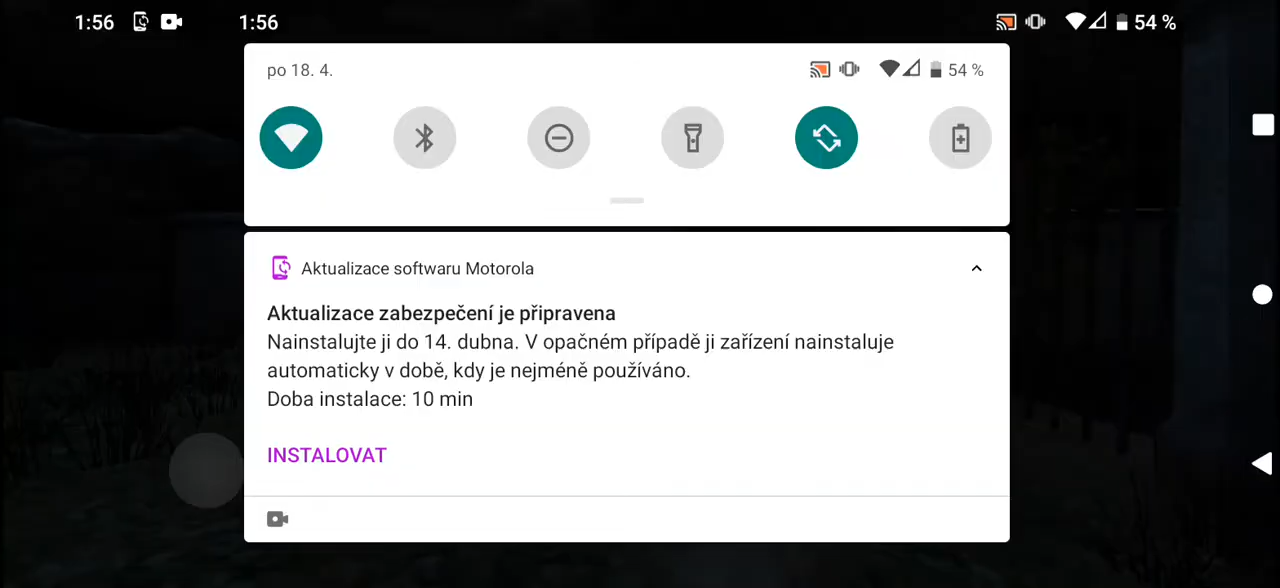 1:56 1:56 54 %
po 18. 4. 54 %
Aktualizace softwaru Motorola
Aktualizace zabezpečení je připravena
Nainstalujte ji do 14. dubna. V opačném případě ji zařízení nainstaluje
automaticky v době, kdy je nejméně používáno.
Doba instalace: 10 min
INSTALOVAT